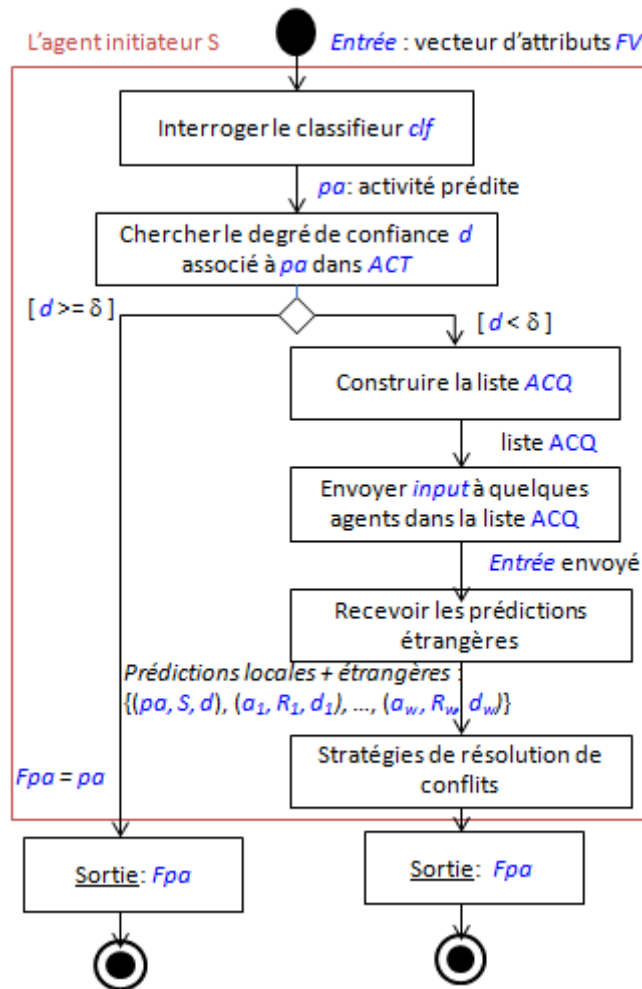 L'agent initiateur S
Entrée : vecteur d'attributs FV
Interroger le classifieur clf
pa: activité prédite
Chercher le degré de confiance d
associé à pa dans ACT
[ d >= δ ]
[ d < δ ]
Construire la liste ACQ
liste ACQ
Envoyer input à quelques
agents dans la liste ACQ
Entrée envoyé
Recevoir les prédictions
étrangères
Prédictions locales + étrangères :
{(pa, S, d), (a1, R1, d1), ..., (aw, Rw, dw)}
Stratégies de résolution de
conflits
Fpa = pa
Sortie: Fpa
Sortie: Fpa